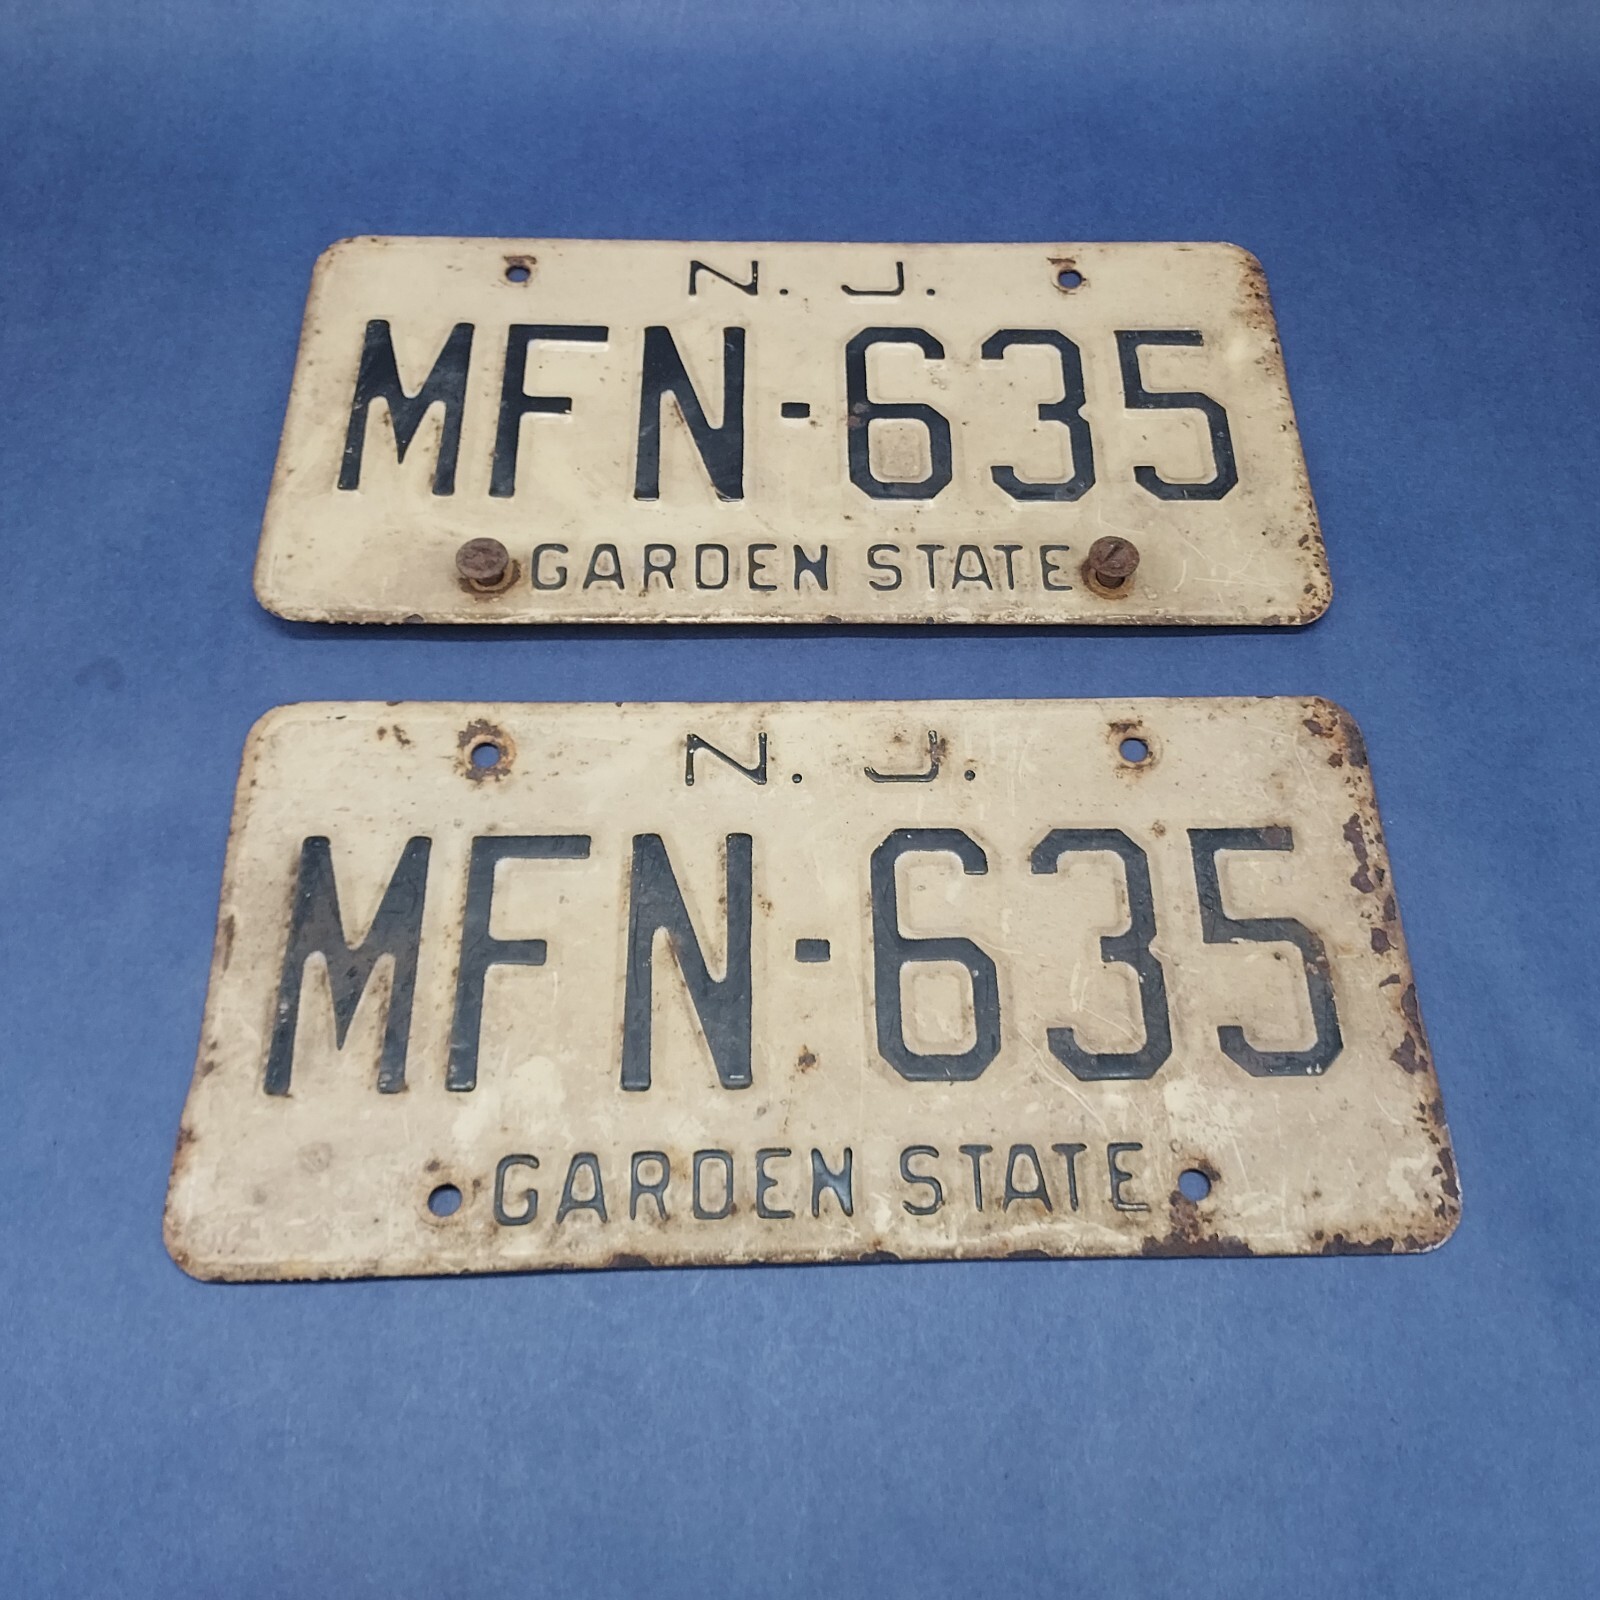 N. J.
MFN-635
GARDEN STATE
N. J.
MFN-635
GARDEN STATE